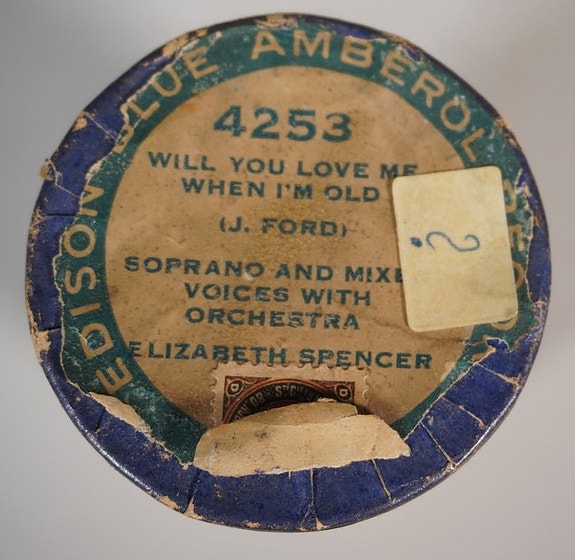 EDISON BLUE AMBEROL
4253
WILL YOU LOVE ME
WHEN I'M OLD
(J. FORD)
SOPRANO AND MIXE
VOICES WITH
ORCHESTRA
ELIZABETH SPENCER
?